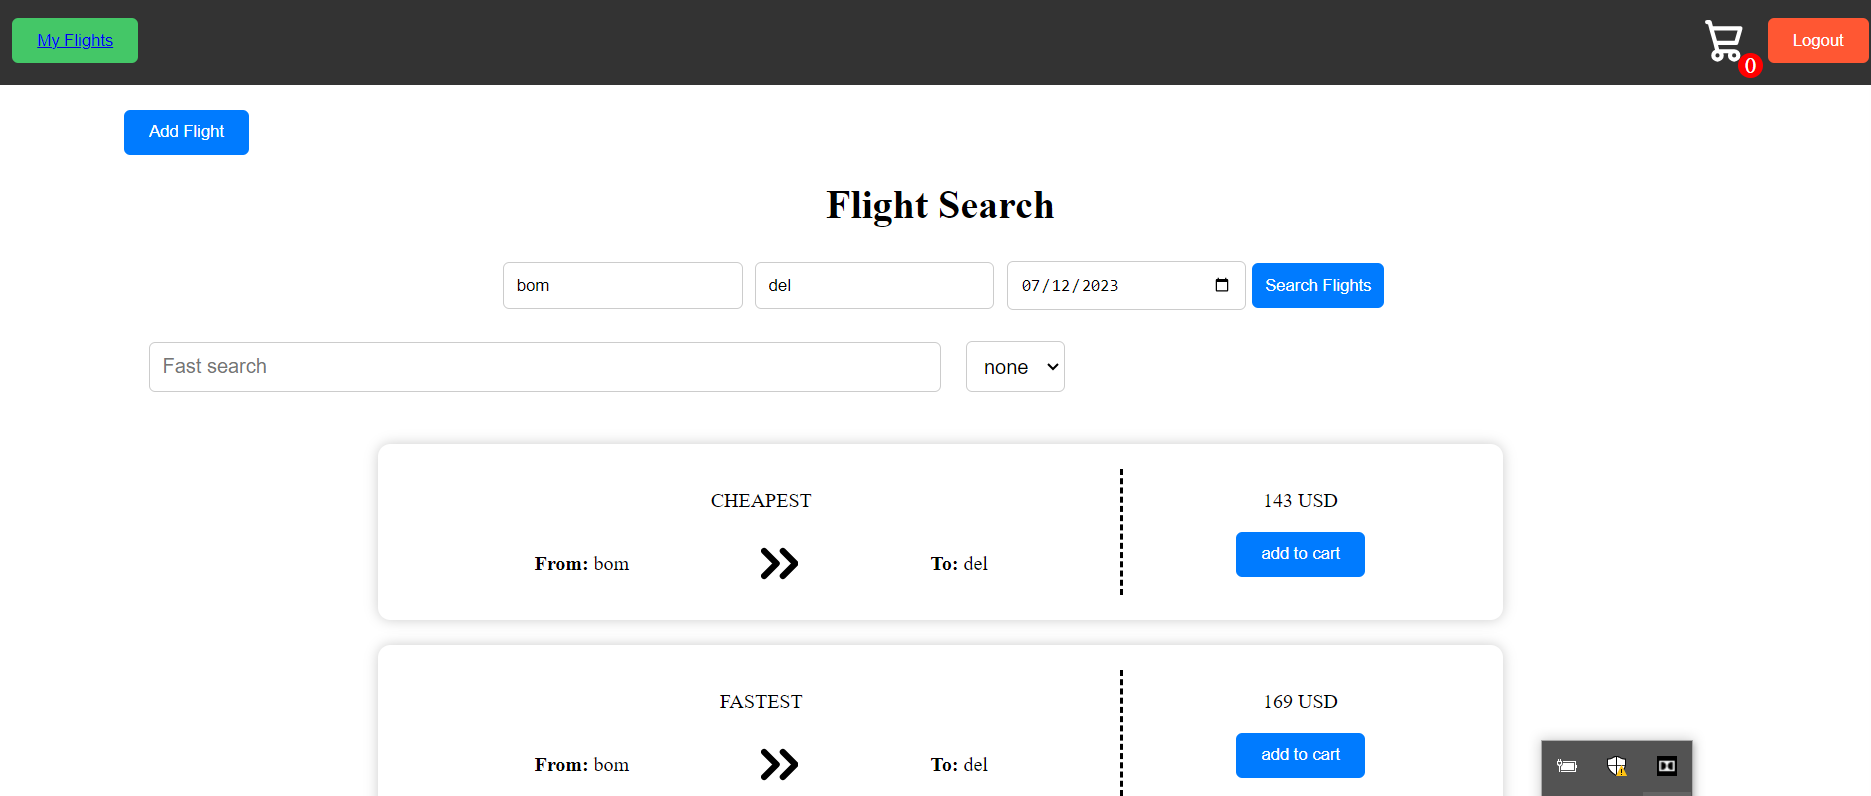 My Flights
0
Logout
Add Flight
Flight Search
bom
del
07/12/2023
Search Flights
Fast search
none
CHEAPEST
143 USD
From: bom
To: del
add to cart
FASTEST
169 USD
From: bom
To: del
add to cart